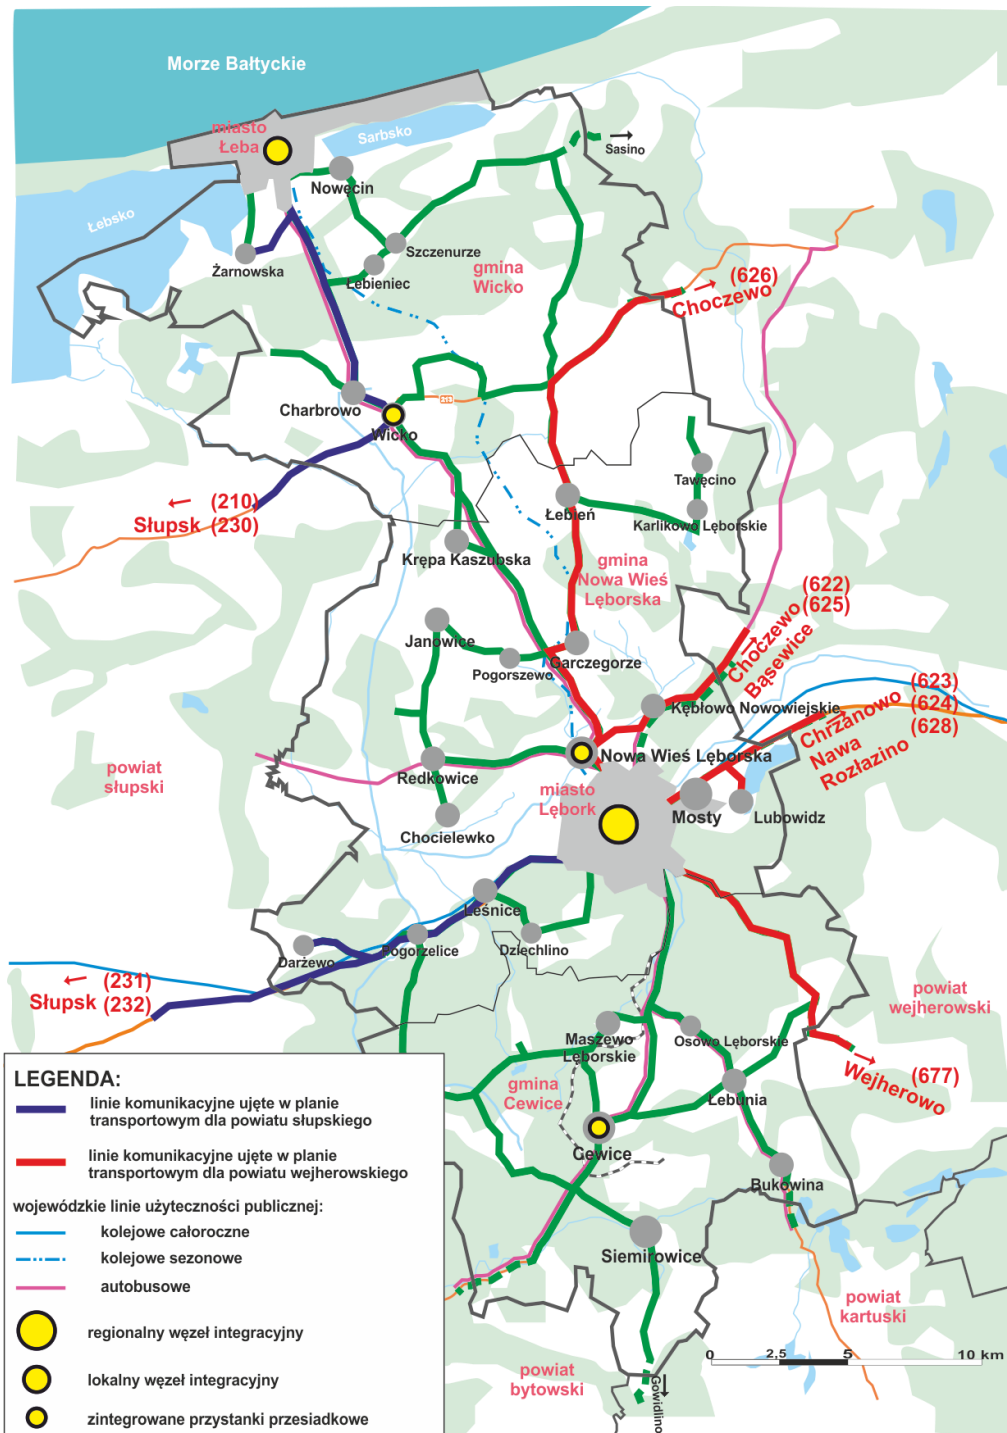 Morze Bałtyckie
miasto
Łeba
Sarbsko
Sasino
Nowęcin
Łebsko
Szczenurze
Żarnowska
Łebieniec
gmina
Wicko
(626)
Choczewo
Charbrowo
213
Wicko
Tawęcino
(210)
Słupsk (230)
Łebień
Karlikowo Lęborskie
Krępa Kaszubska
gmina
Nowa Wieś
Lęborska
(622)
(625)
Choczewo
Bąsewice
Janowice
Garczegorze
Pogorszewo
Kębłowo Nowowiejskie
(623)
(624)
(628)
Chrzanowo
Nawa
Rozłazino
Nowa Wieś Lęborska
powiat
słupski
Redkowice
miasto
Lębork
Mosty
Lubowidz
Chocielewko
Leśnice
Dziechlino
Pogorzelice
Darżewo
(231)
Słupsk (232)
powiat
wejherowski
Maszewo
Lęborskie
Osowo Lęborskie
(677)
Wejherowo
gmina
Cewice
Łebunia
Cewice
Bukowina
Siemirowice
powiat
kartuski
powiat
bytowski
Gowidlino
0 2,5 5 10 km
LEGENDA:
linie komunikacyjne ujęte w planie
transportowym dla powiatu słupskiego
linie komunikacyjne ujęte w planie
transportowym dla powiatu wejherowskiego
wojewódzkie linie użyteczności publicznej:
kolejowe całoroczne
kolejowe sezonowe
autobusowe
regionalny węzeł integracyjny
lokalny węzeł integracyjny
zintegrowane przystanki przesiadkowe